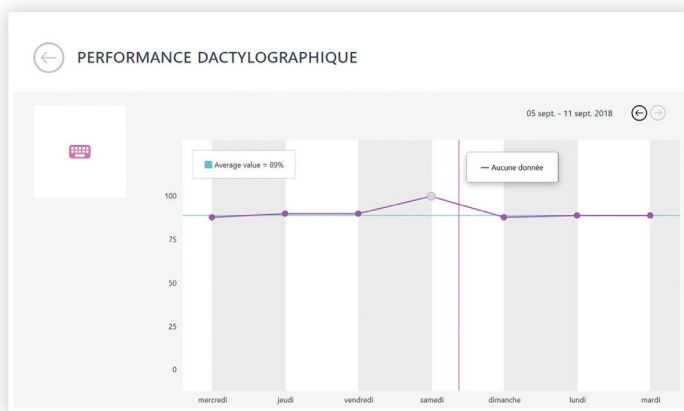 PERFORMANCE DACTYLOGRAPHIQUE
05 sept. - 11 sept. 2018
Average value = 89%
Aucune donnée
100
75
50
25
0
mercredi jeudi vendredi samedi dimanche lundi mardi